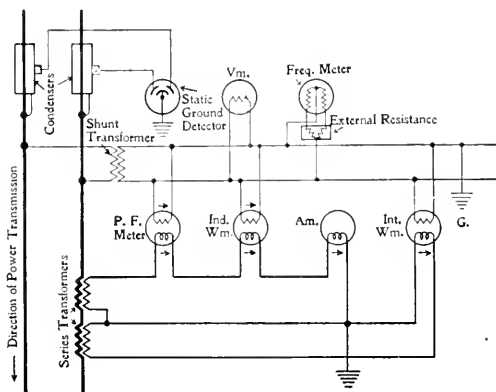 Condensers
Static
Ground
Detector
Vm.
Freq. Meter
External Resistance
Shunt
Transformer
P. F.
Meter
Ind.
Wm.
Am.
Int.
Wm.
G.
Direction of Power Transmission
Series Transformers